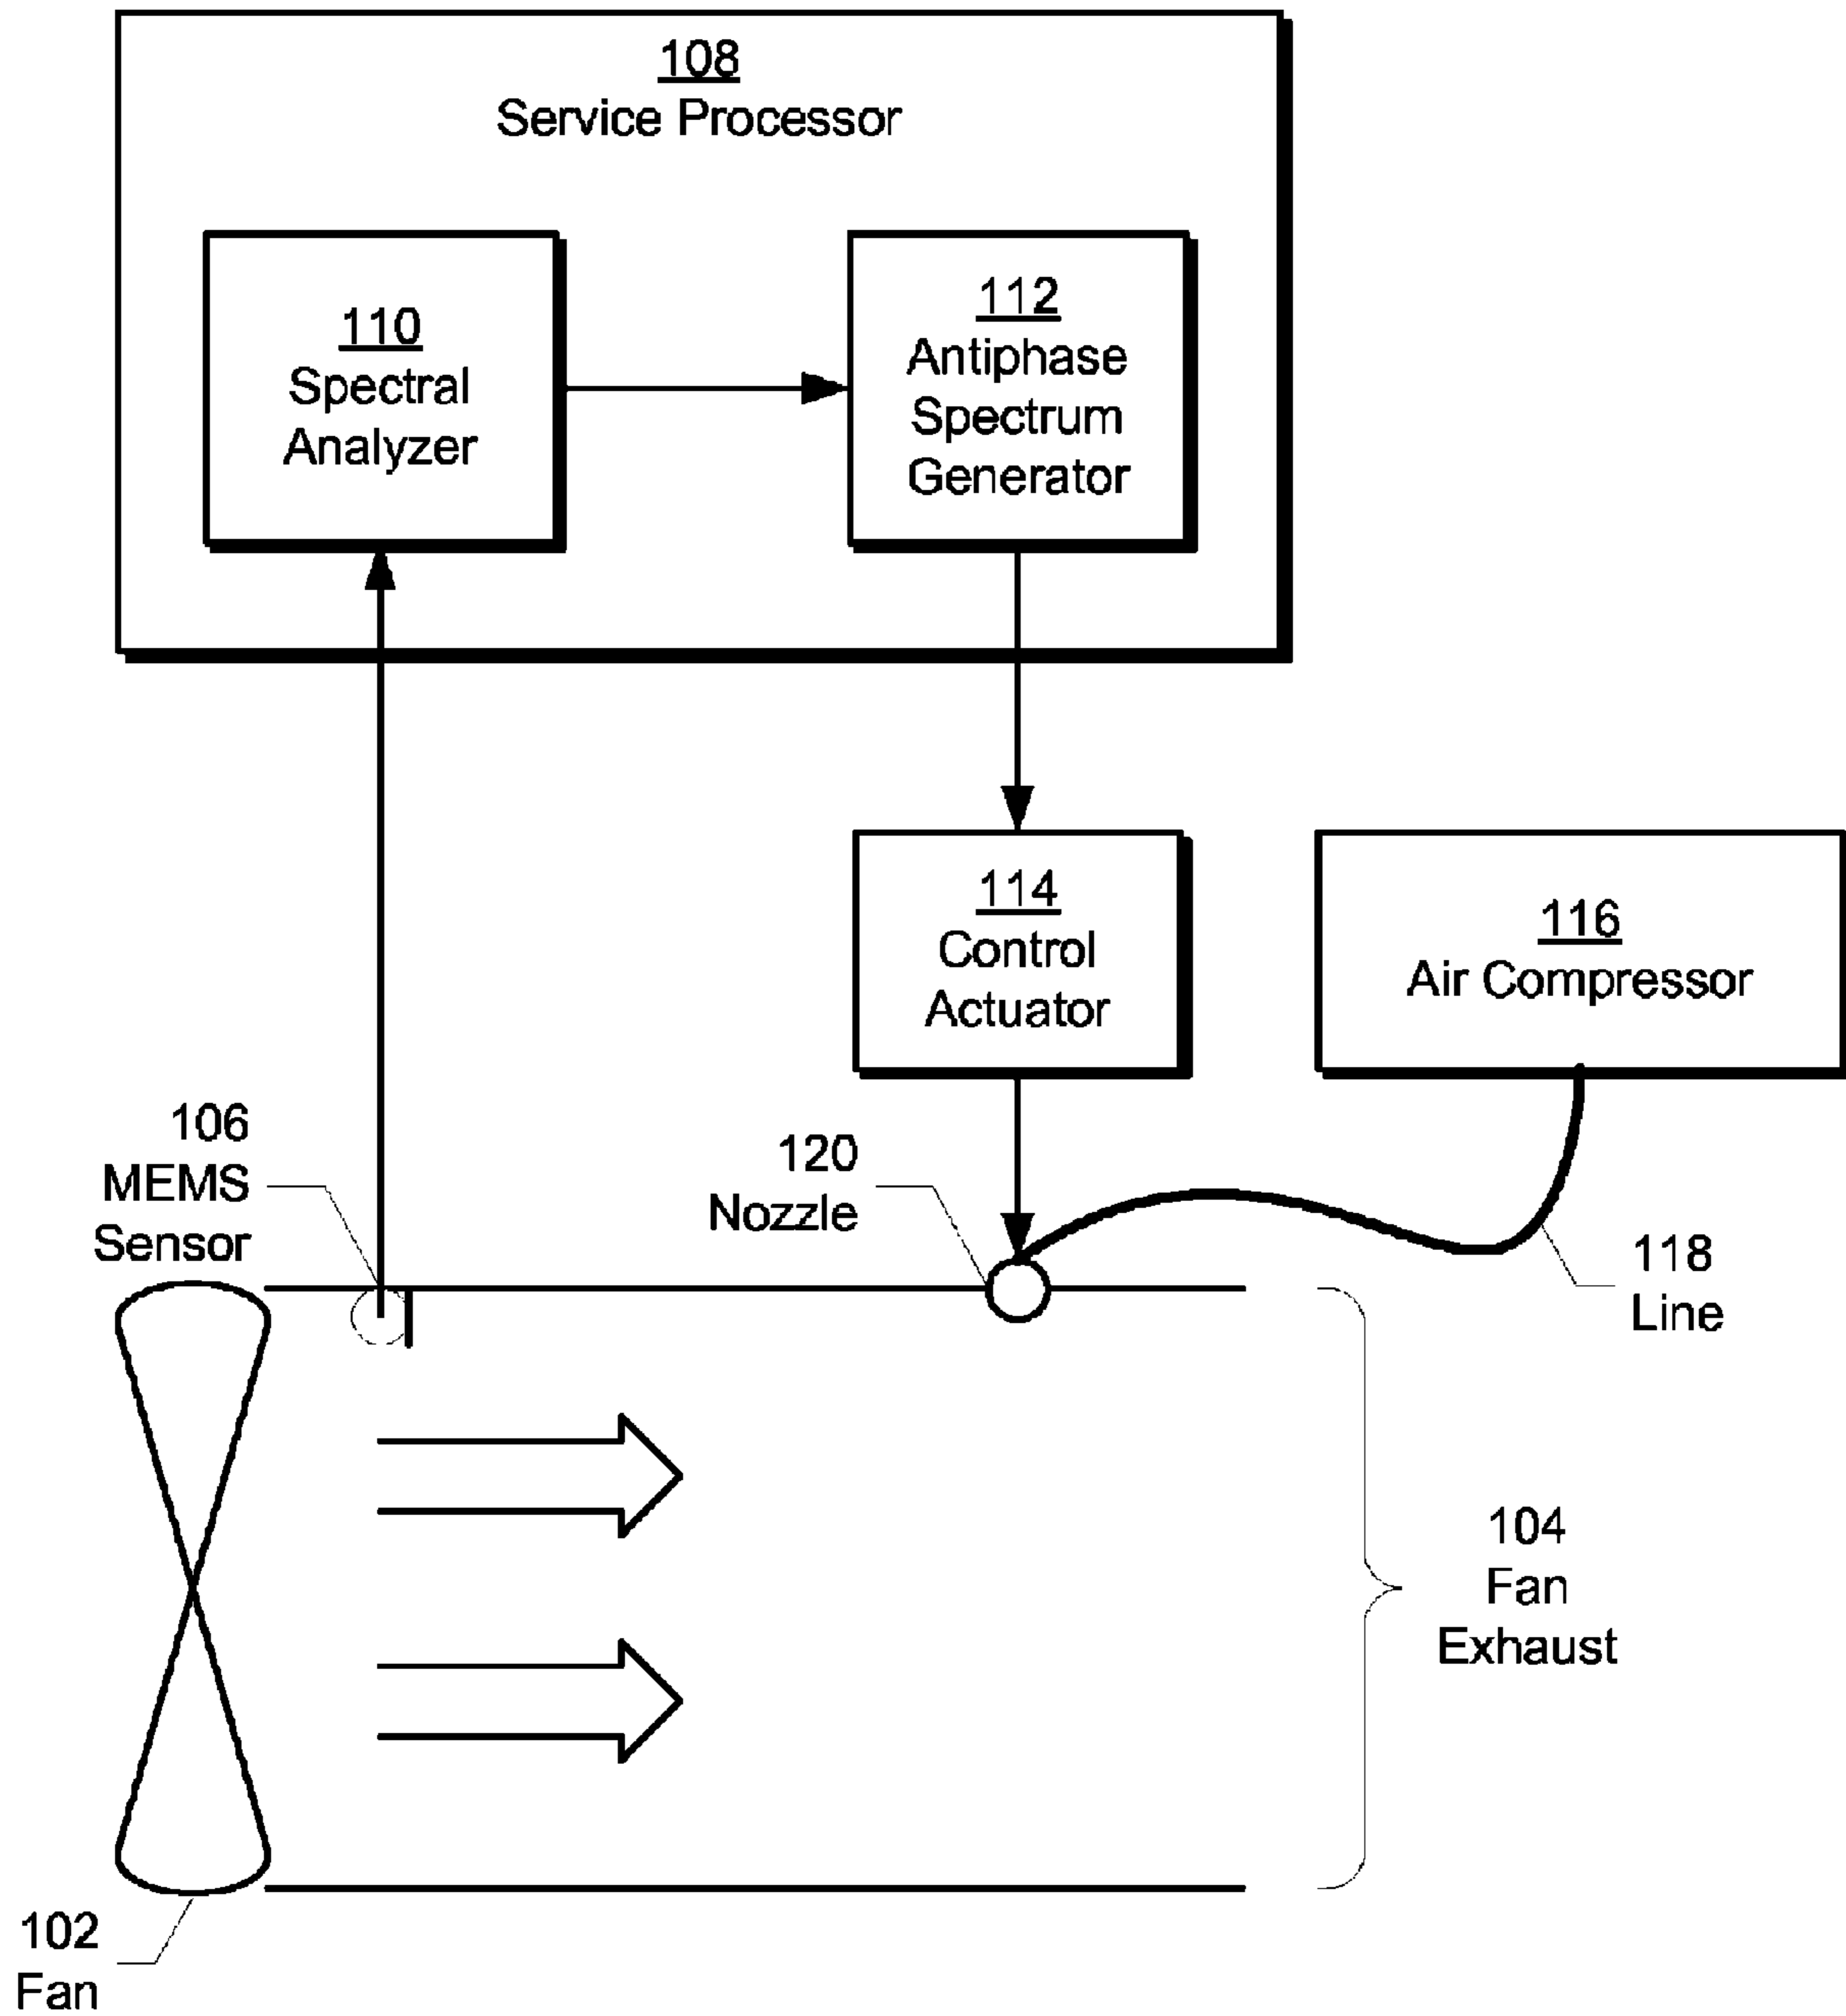 108
Service Processor
110
Spectral
Analyzer
112
Antiphase
Spectrum
Generator
114
Control
Actuator
116
Air Compressor
106
MEMS
Sensor
120
Nozzle
118
Line
104
Fan
Exhaust
102
Fan